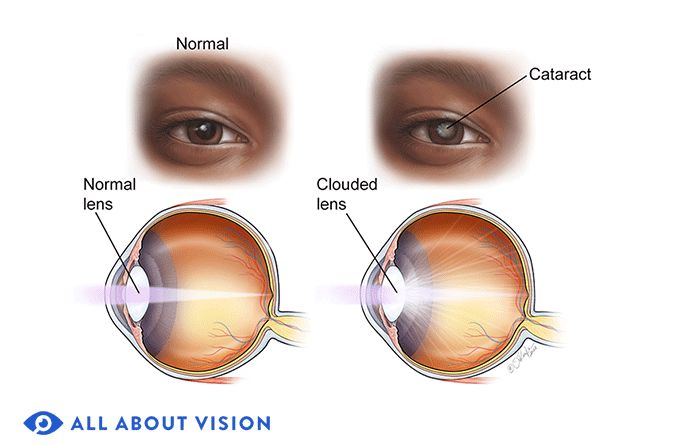 Normal
Cataract
Normal
lens
Clouded
lens
ALL ABOUT VISION